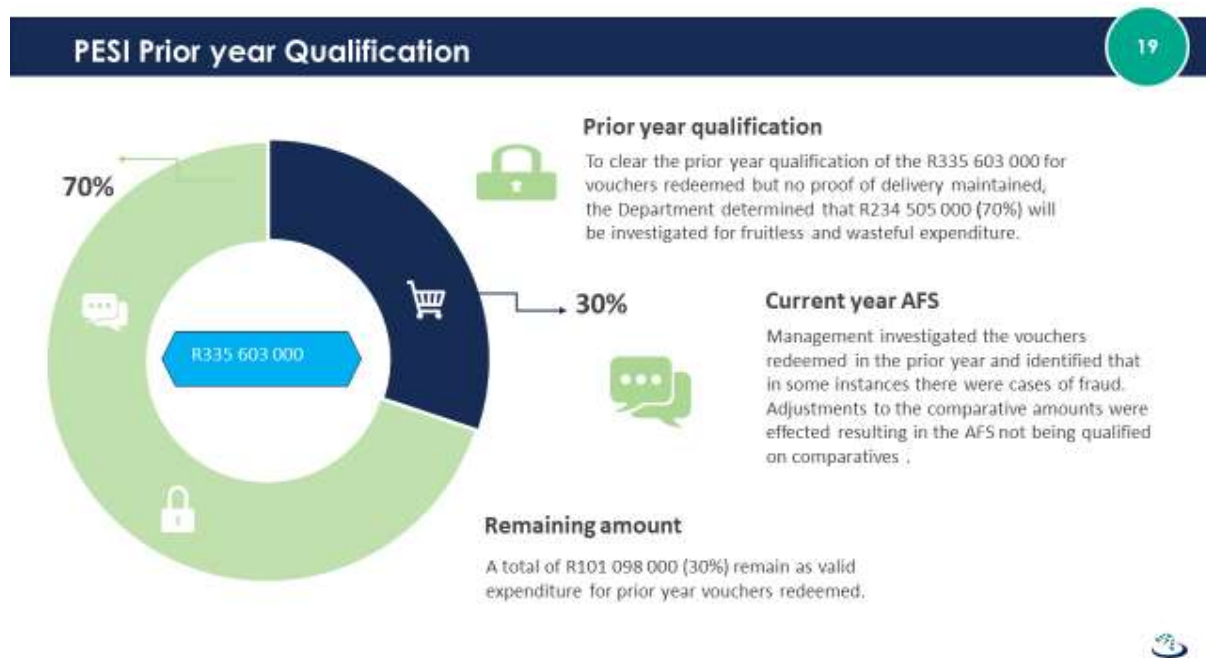 PESI Prior year Qualification
19
70%
R335 603 000
30%
Prior year qualification
To clear the prior year qualification of the R335 603 000 for
vouchers redeemed but no proof of delivery maintained,
the Department determined that R234 505 000 (70%) will
be investigated for fruitless and wasteful expenditure.
Current year AFS
Management investigated the vouchers
redeemed in the prior year and identified that
in some instances there were cases of fraud.
Adjustments to the comparative amounts were
effected resulting in the AFS not being qualified
on comparatives .
Remaining amount
A total of R101 098 000 (30%) remain as valid
expenditure for prior year vouchers redeemed.